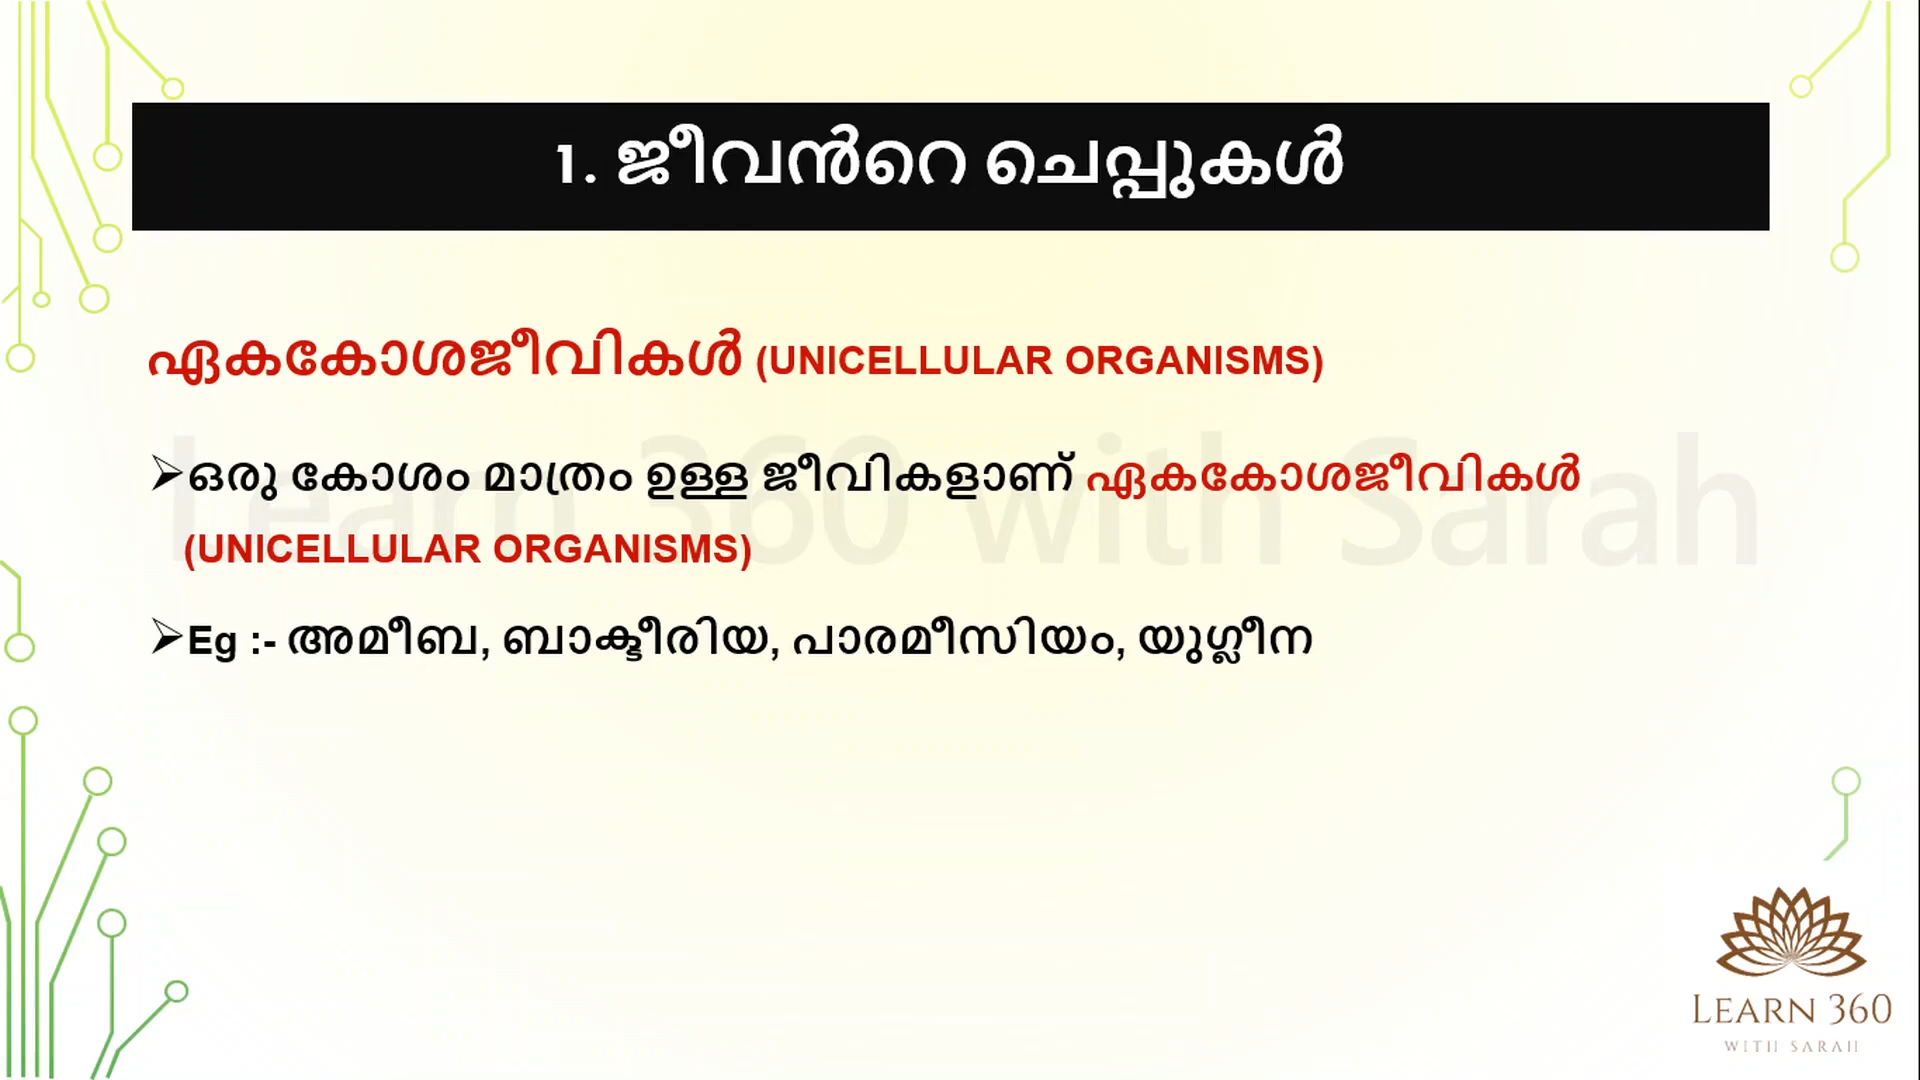 1. ജീവൻറെ ചെപ്പുകൾ
ഏകകോശജീവികൾ (UNICELLULAR ORGANISMS)
➢ഒരു കോശം മാത്രം ഉള്ള ജീവികളാണ് ഏകകോശജീവികൾ
(UNICELLULAR ORGANISMS)
➢Eg :- അമീബ, ബാക്ടീരിയ, പാരമീസിയം, യുഗ്ലീന
Learn 360 with Sarah
LEARN 360
WITH SARAH